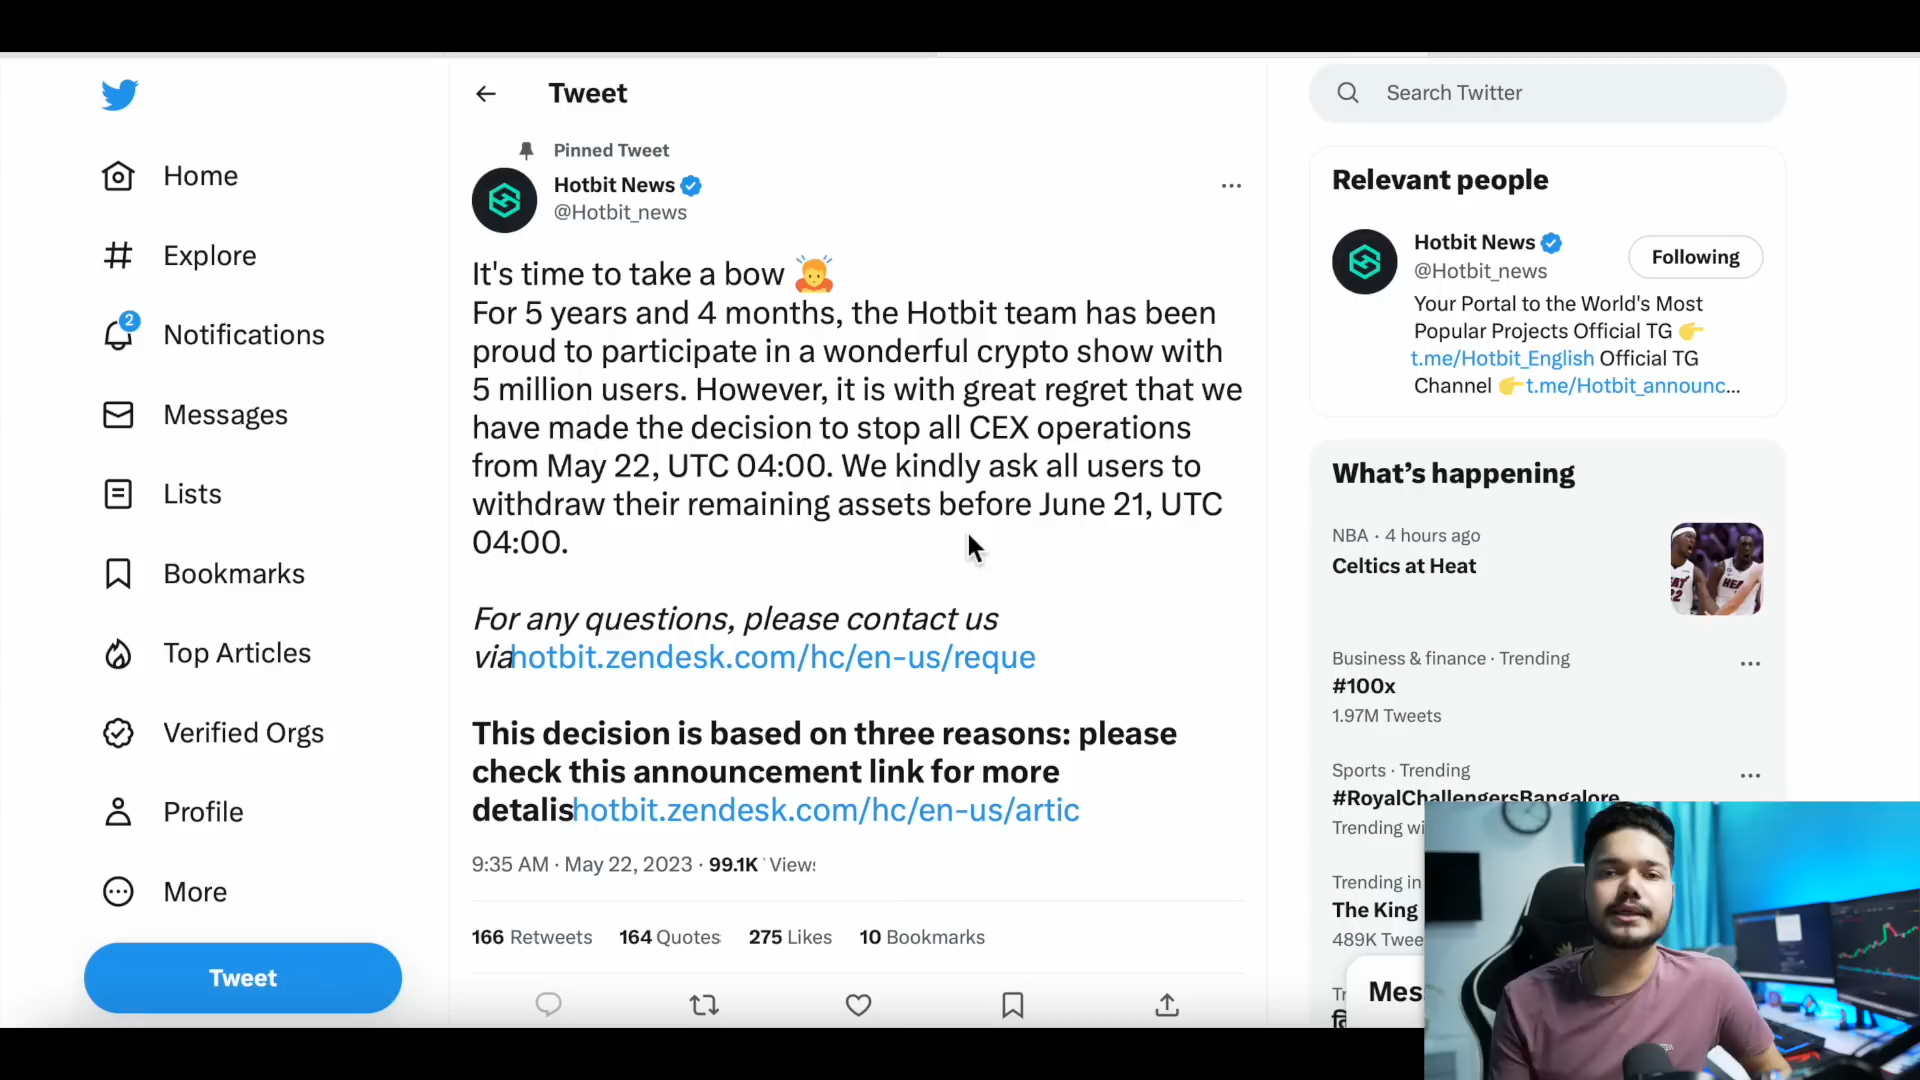 Home
Explore
2
Notifications
Messages
Lists
Bookmarks
Top Articles
Verified Orgs
Profile
More
Tweet
Tweet
Pinned Tweet
Hotbit News
@Hotbit_news
It's time to take a bow 🙇
For 5 years and 4 months, the Hotbit team has been
proud to participate in a wonderful crypto show with
5 million users. However, it is with great regret that we
have made the decision to stop all CEX operations
from May 22, UTC 04:00. We kindly ask all users to
withdraw their remaining assets before June 21, UTC
04:00.
For any questions, please contact us
viahotbit.zendesk.com/hc/en-us/reque
This decision is based on three reasons: please
check this announcement link for more
detalishotbit.zendesk.com/hc/en-us/artic
9:35 AM · May 22, 2023 · 99.1K Views
166 Retweets 164 Quotes 275 Likes 10 Bookmarks
Search Twitter
Relevant people
Hotbit News
@Hotbit_news
Following
Your Portal to the World's Most
Popular Projects Official TG 👉
t.me/Hotbit_English Official TG
Channel 👉t.me/Hotbit_announc...
What's happening
NBA · 4 hours ago
Celtics at Heat
Business & finance · Trending
#100x
1.97M Tweets
Sports · Trending
#RoyalChallengersBangalore
Trending wi
Trending in
The King
489K Twee
Mes